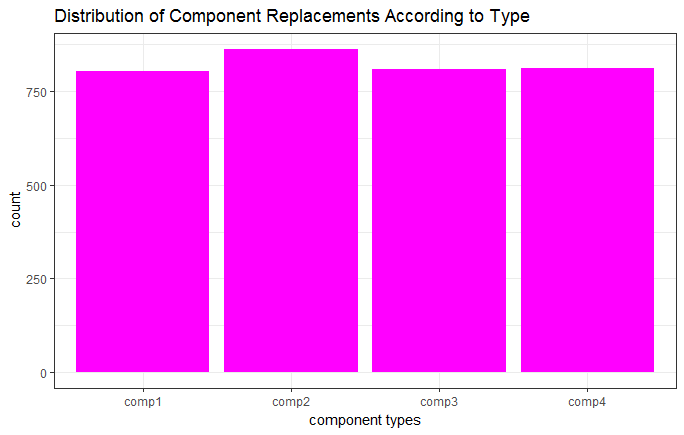 Distribution of Component Replacements According to Type
750
500
250
0
count
comp1 comp2 comp3 comp4
component types